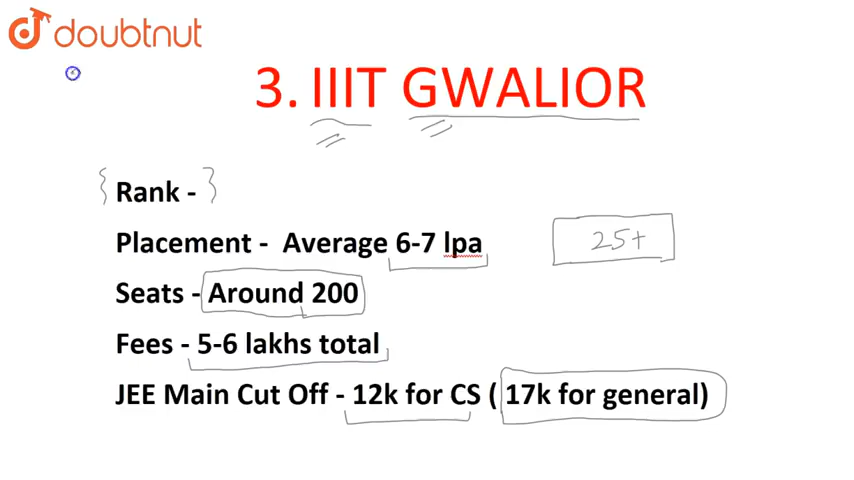 doubtnut
3. IIIT GWALIOR
Rank -
Placement - Average 6-7 lpa
25+
Seats - Around 200
Fees - 5-6 lakhs total
JEE Main Cut Off - 12k for CS ( 17k for general)